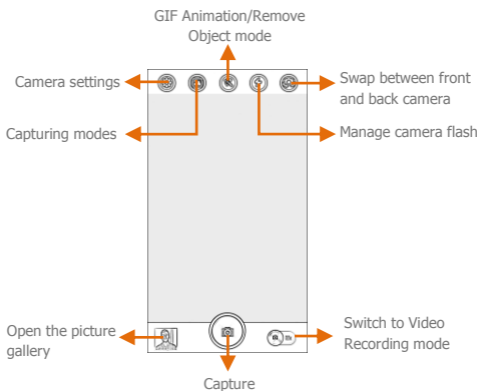 GIF Animation/Remove
Object mode
Camera settings
Swap between front
and back camera
Capturing modes
Manage camera flash
Open the picture
gallery
Switch to Video
Recording mode
Capture